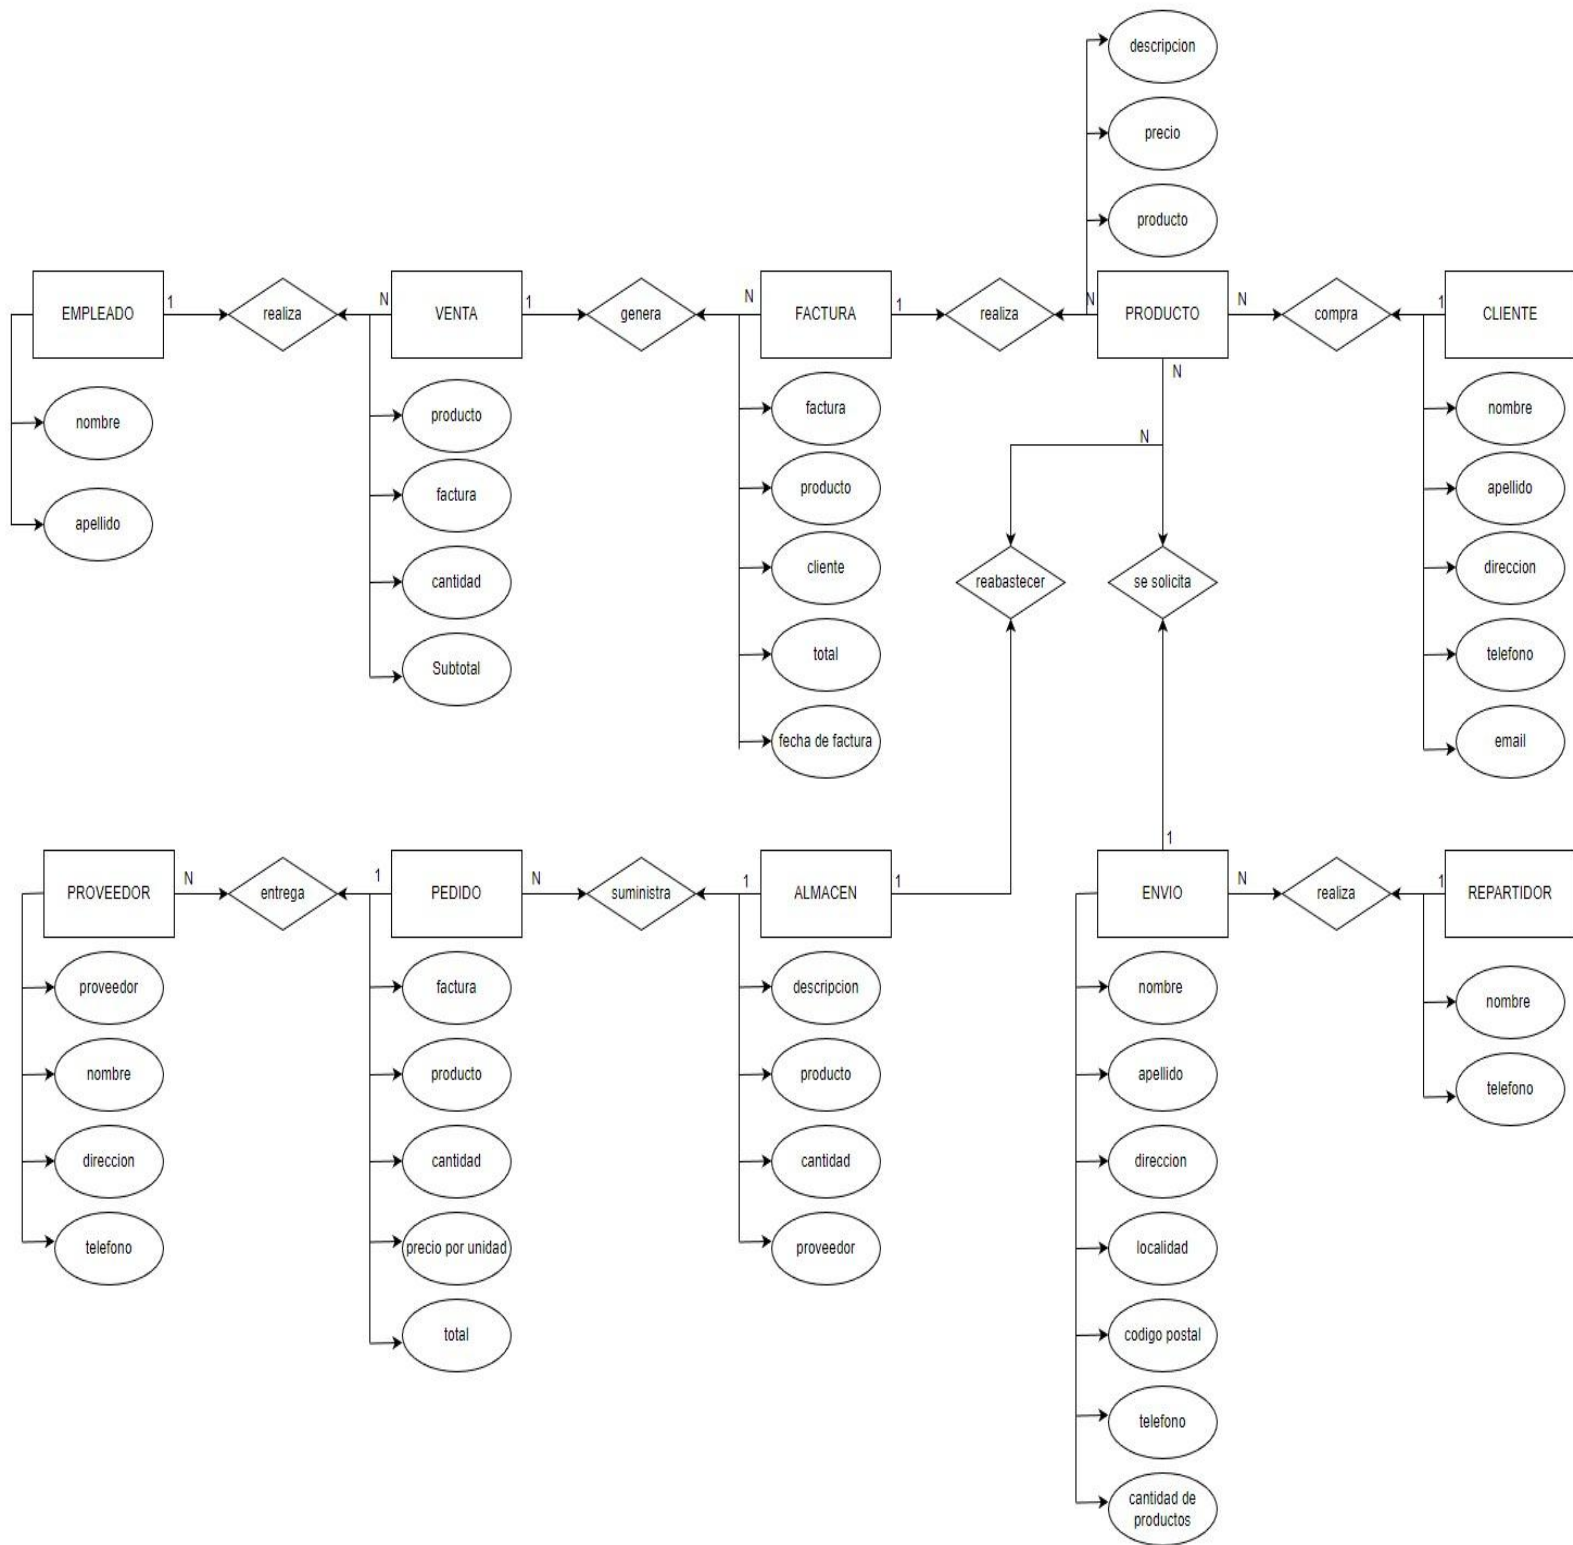 descripcion
precio
producto
EMPLEADO
1
realiza
N
VENTA
1
genera
N
FACTURA
1
realiza
N
PRODUCTO
N
compra
1
CLIENTE
nombre
apellido
producto
factura
cantidad
Subtotal
factura
producto
cliente
total
fecha de factura
N
N
reabastecer
se solicita
nombre
apellido
direccion
telefono
email
PROVEEDOR
N
entrega
1
PEDIDO
N
suministra
1
ALMACEN
1
1
ENVIO
N
realiza
1
REPARTIDOR
proveedor
nombre
direccion
telefono
factura
producto
cantidad
precio por unidad
total
descripcion
producto
cantidad
proveedor
nombre
apellido
direccion
localidad
codigo postal
telefono
cantidad de
productos
nombre
telefono